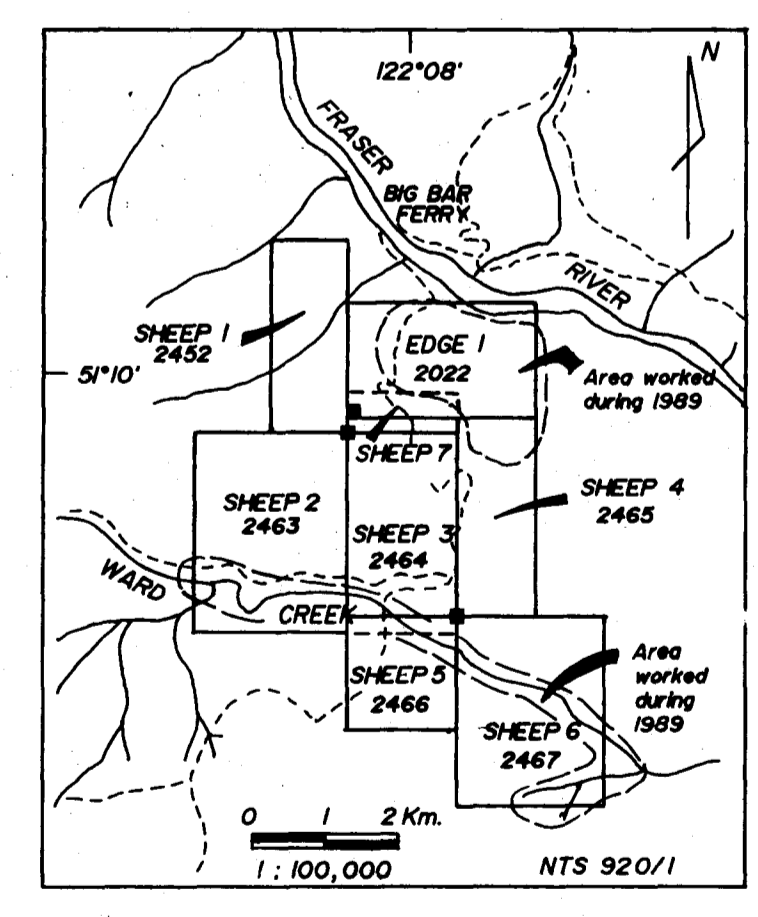 N
122°08'
FRASER
BIG BAR
FERRY
RIVER
SHEEP 1
2452
EDGE 1
2022
51°10'
Area worked
during 1989
SHEEP 7
SHEEP 2
2463
SHEEP 3
2464
SHEEP 4
2465
WARD
CREEK
SHEEP 5
2466
Area
worked
during
1989
SHEEP 6
2467
0 1 2 Km.
1 : 100,000
NTS 920/1